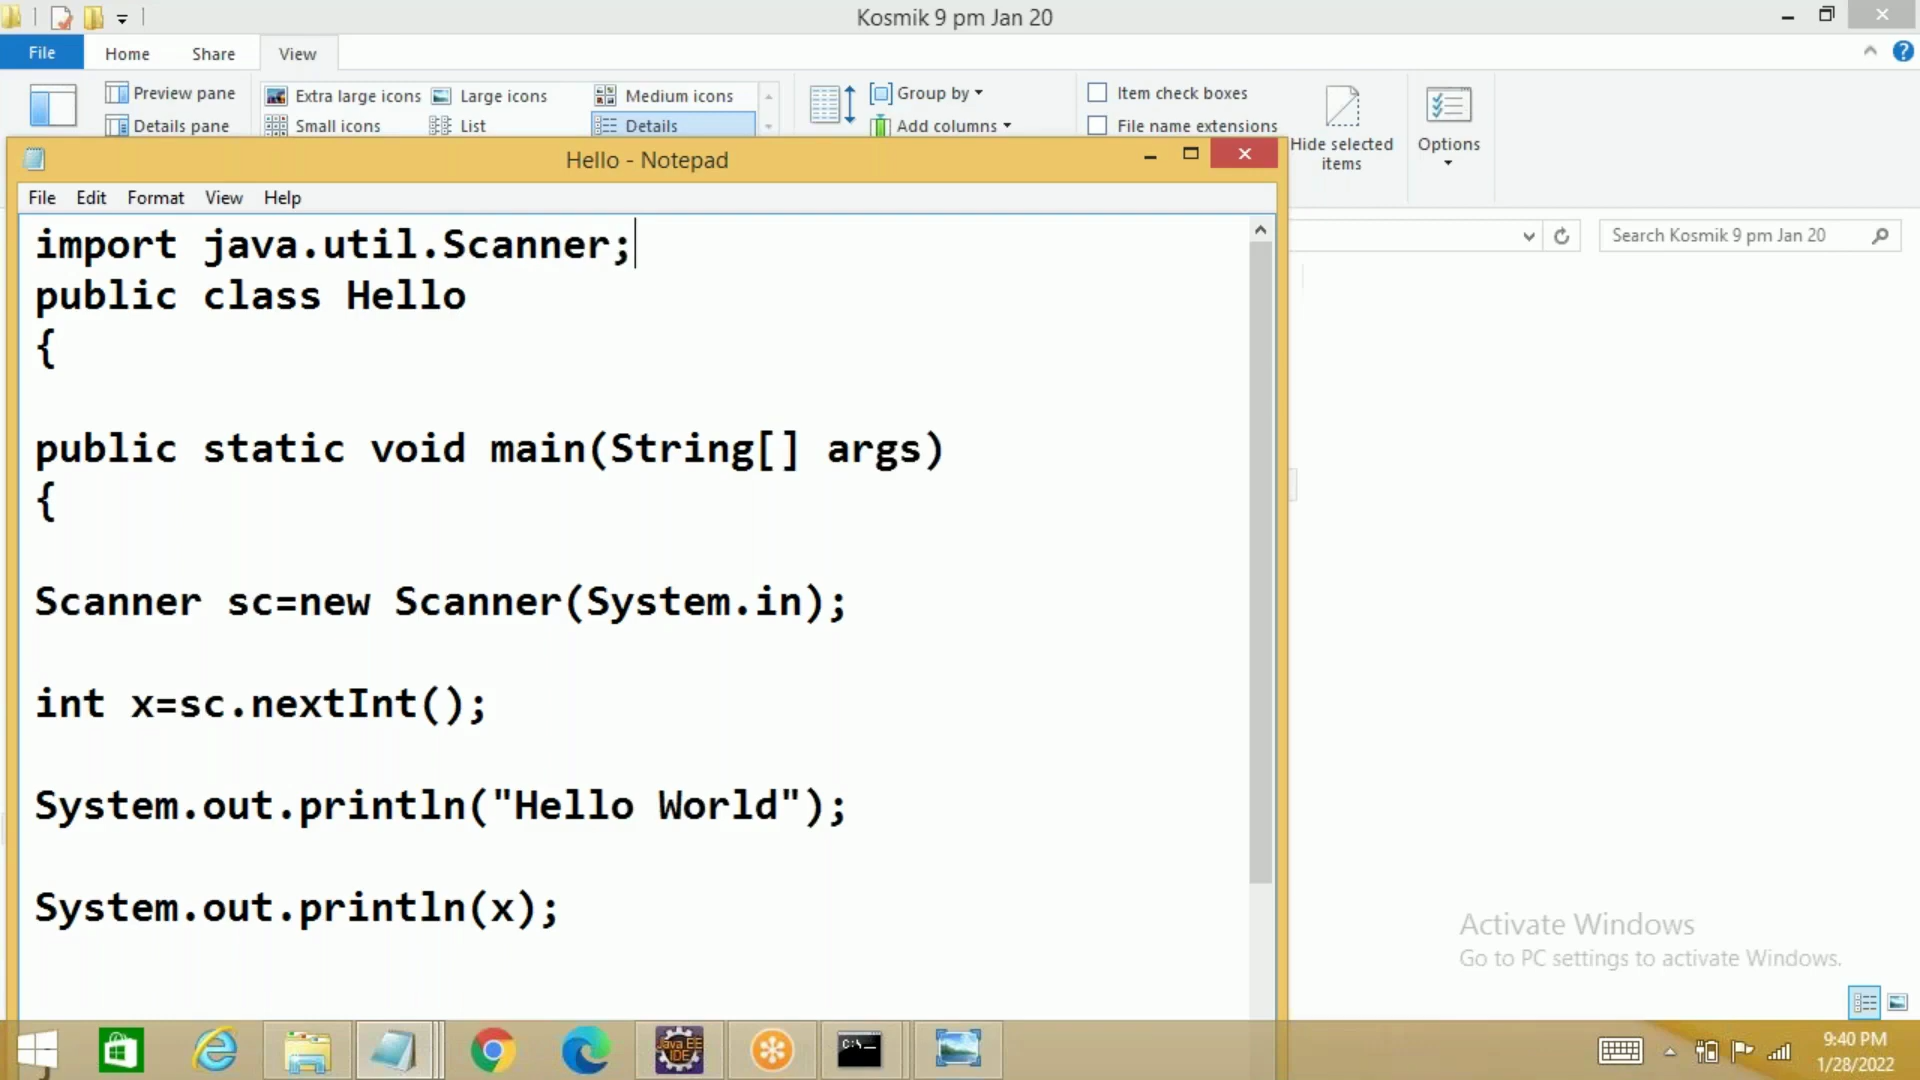 Kosmik 9 pm Jan 20
File Home Share View
Preview pane Extra large icons Large icons Medium icons Group by Item check boxes
Details pane Small icons List Details Add columns File name extensions
Hide selected items
Options
Hello - Notepad
File Edit Format View Help
Search Kosmik 9 pm Jan 20
import java.util.Scanner;
public class Hello
{
public static void main(String[] args)
{
Scanner sc=new Scanner(System.in);
int x=sc.nextInt();
System.out.println("Hello World");
System.out.println(x);
Activate Windows
Go to PC settings to activate Windows.
Java EE
IDE
C:\
9:40 PM
1/28/2022